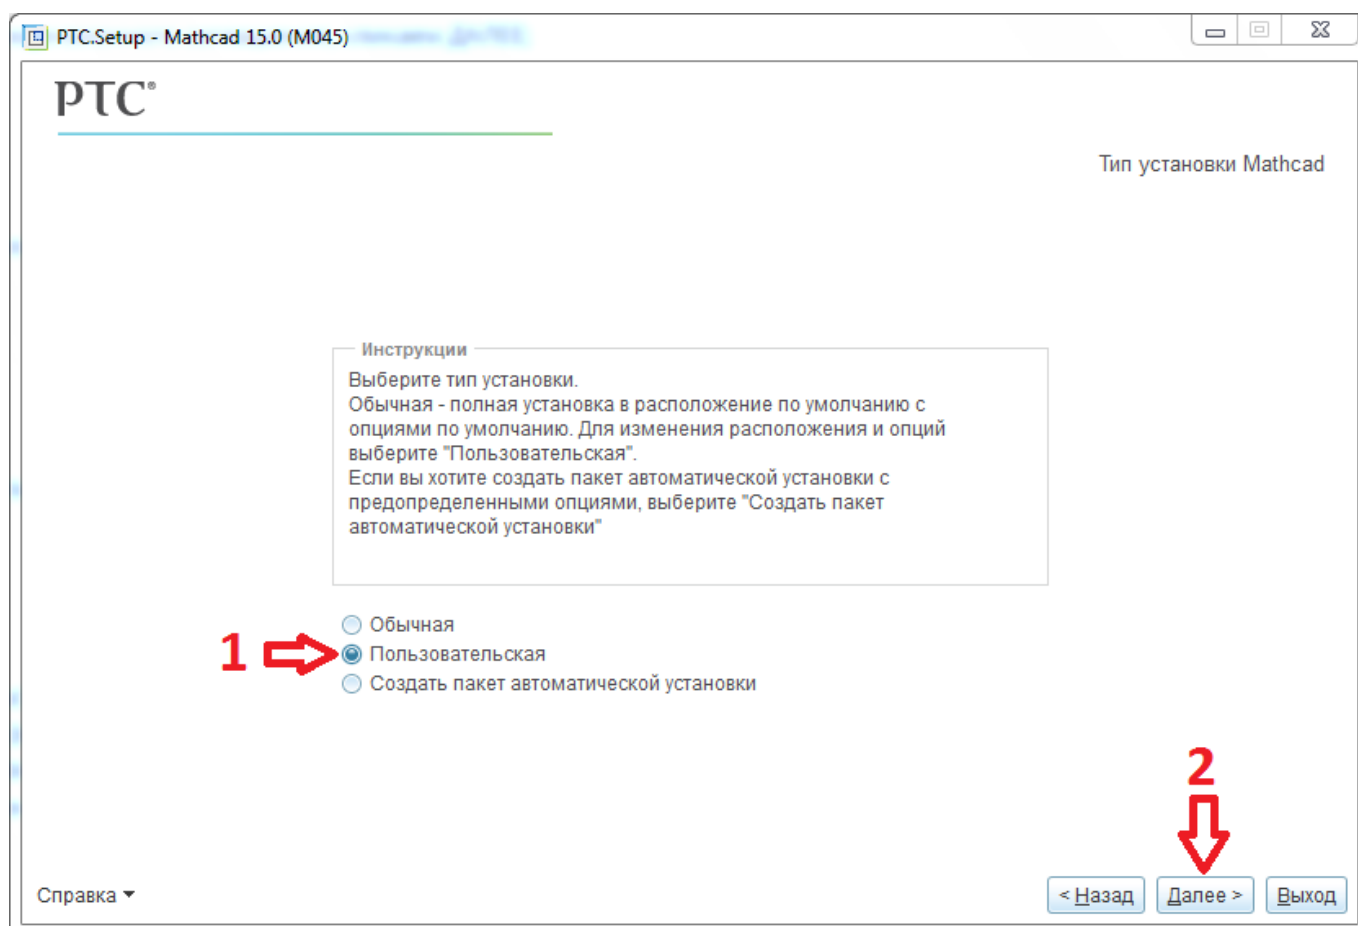 PTC.Setup - Mathcad 15.0 (M045)
PTC®
Тип установки Mathcad
Инструкции
Выберите тип установки.
Обычная - полная установка в расположение по умолчанию с
опциями по умолчанию. Для изменения расположения и опций
выберите "Пользовательская".
Если вы хотите создать пакет автоматической установки с
предопределенными опциями, выберите "Создать пакет
автоматической установки"
Обычная
1 Пользовательская
Создать пакет автоматической установки
2
Справка
< Назад Далее > Выход